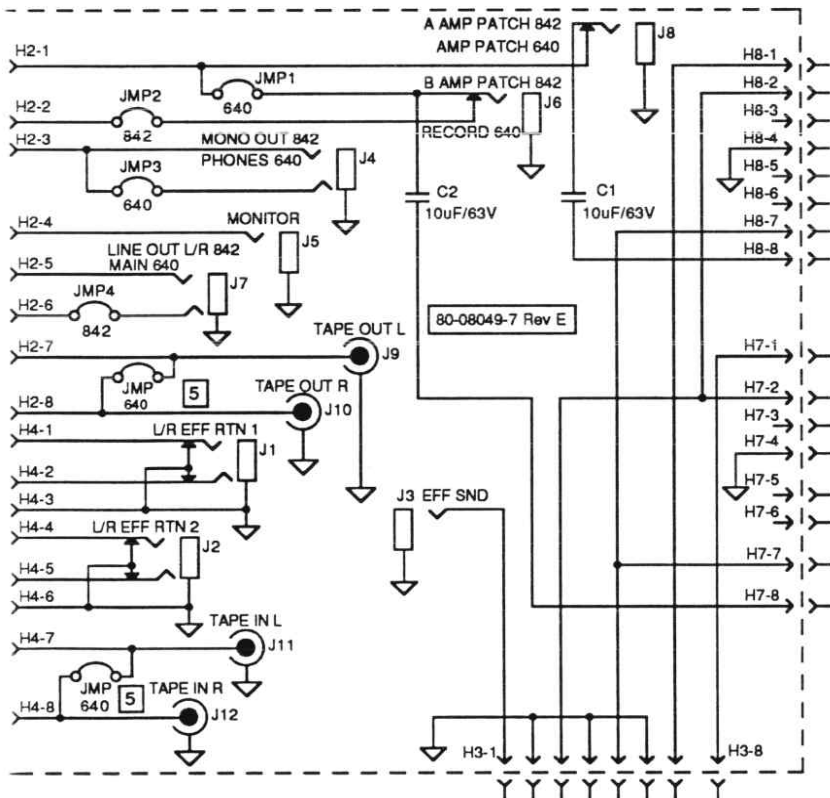 A AMP PATCH 842
AMP PATCH 640
J8
H2-1
H8-1
JMP1
640
B AMP PATCH 842
H8-2
JMP2
842
H2-2
J6
H8-3
RECORD 640
H2-3
MONO OUT 842
PHONES 640
J4
H8-4
JMP3
640
H8-5
C2
10uF/63V
C1
10uF/63V
H8-6
H2-4
MONITOR
J5
H8-7
H2-5
LINE OUT L/R 842
MAIN 640
J7
H8-8
H2-6
JMP4
842
80-08049-7 Rev E
TAPE OUT L
J9
H2-7
H7-1
JMP
640
5
TAPE OUT R
J10
H2-8
H7-2
H4-1
L/R EFF RTN 1
J1
H7-3
H4-2
H7-4
H4-3
J3 EFF SND
H7-5
H4-4
L/R EFF RTN 2
J2
H7-6
H4-5
H7-7
H4-6
H7-8
H4-7
TAPE IN L
J11
JMP
640
5
TAPE IN R
J12
H4-8
H3-1
H3-8